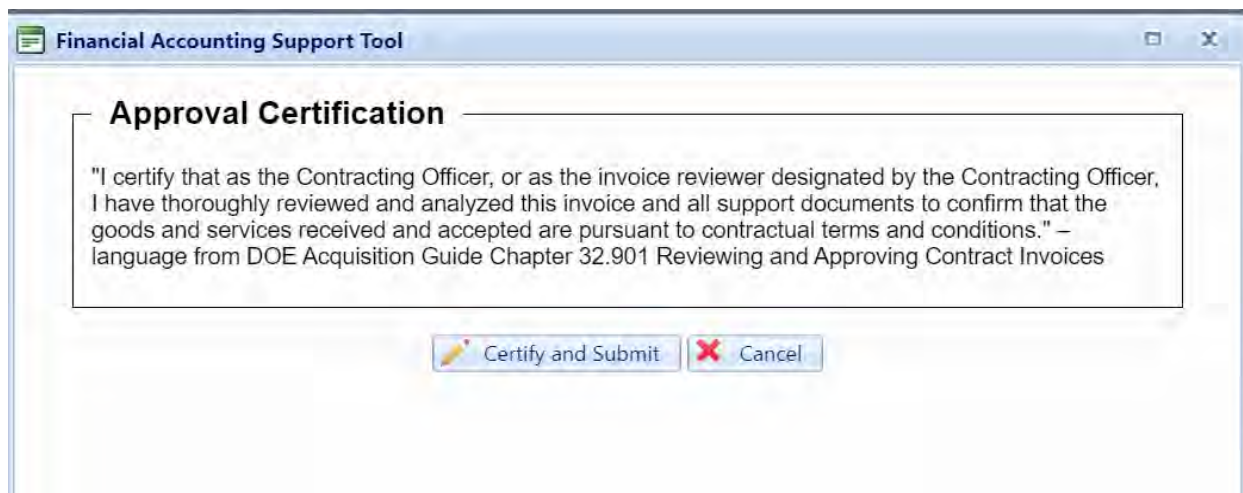 Financial Accounting Support Tool
Approval Certification
"I certify that as the Contracting Officer, or as the invoice reviewer designated by the Contracting Officer,
I have thoroughly reviewed and analyzed this invoice and all support documents to confirm that the
goods and services received and accepted are pursuant to contractual terms and conditions." –
language from DOE Acquisition Guide Chapter 32.901 Reviewing and Approving Contract Invoices
Certify and Submit Cancel